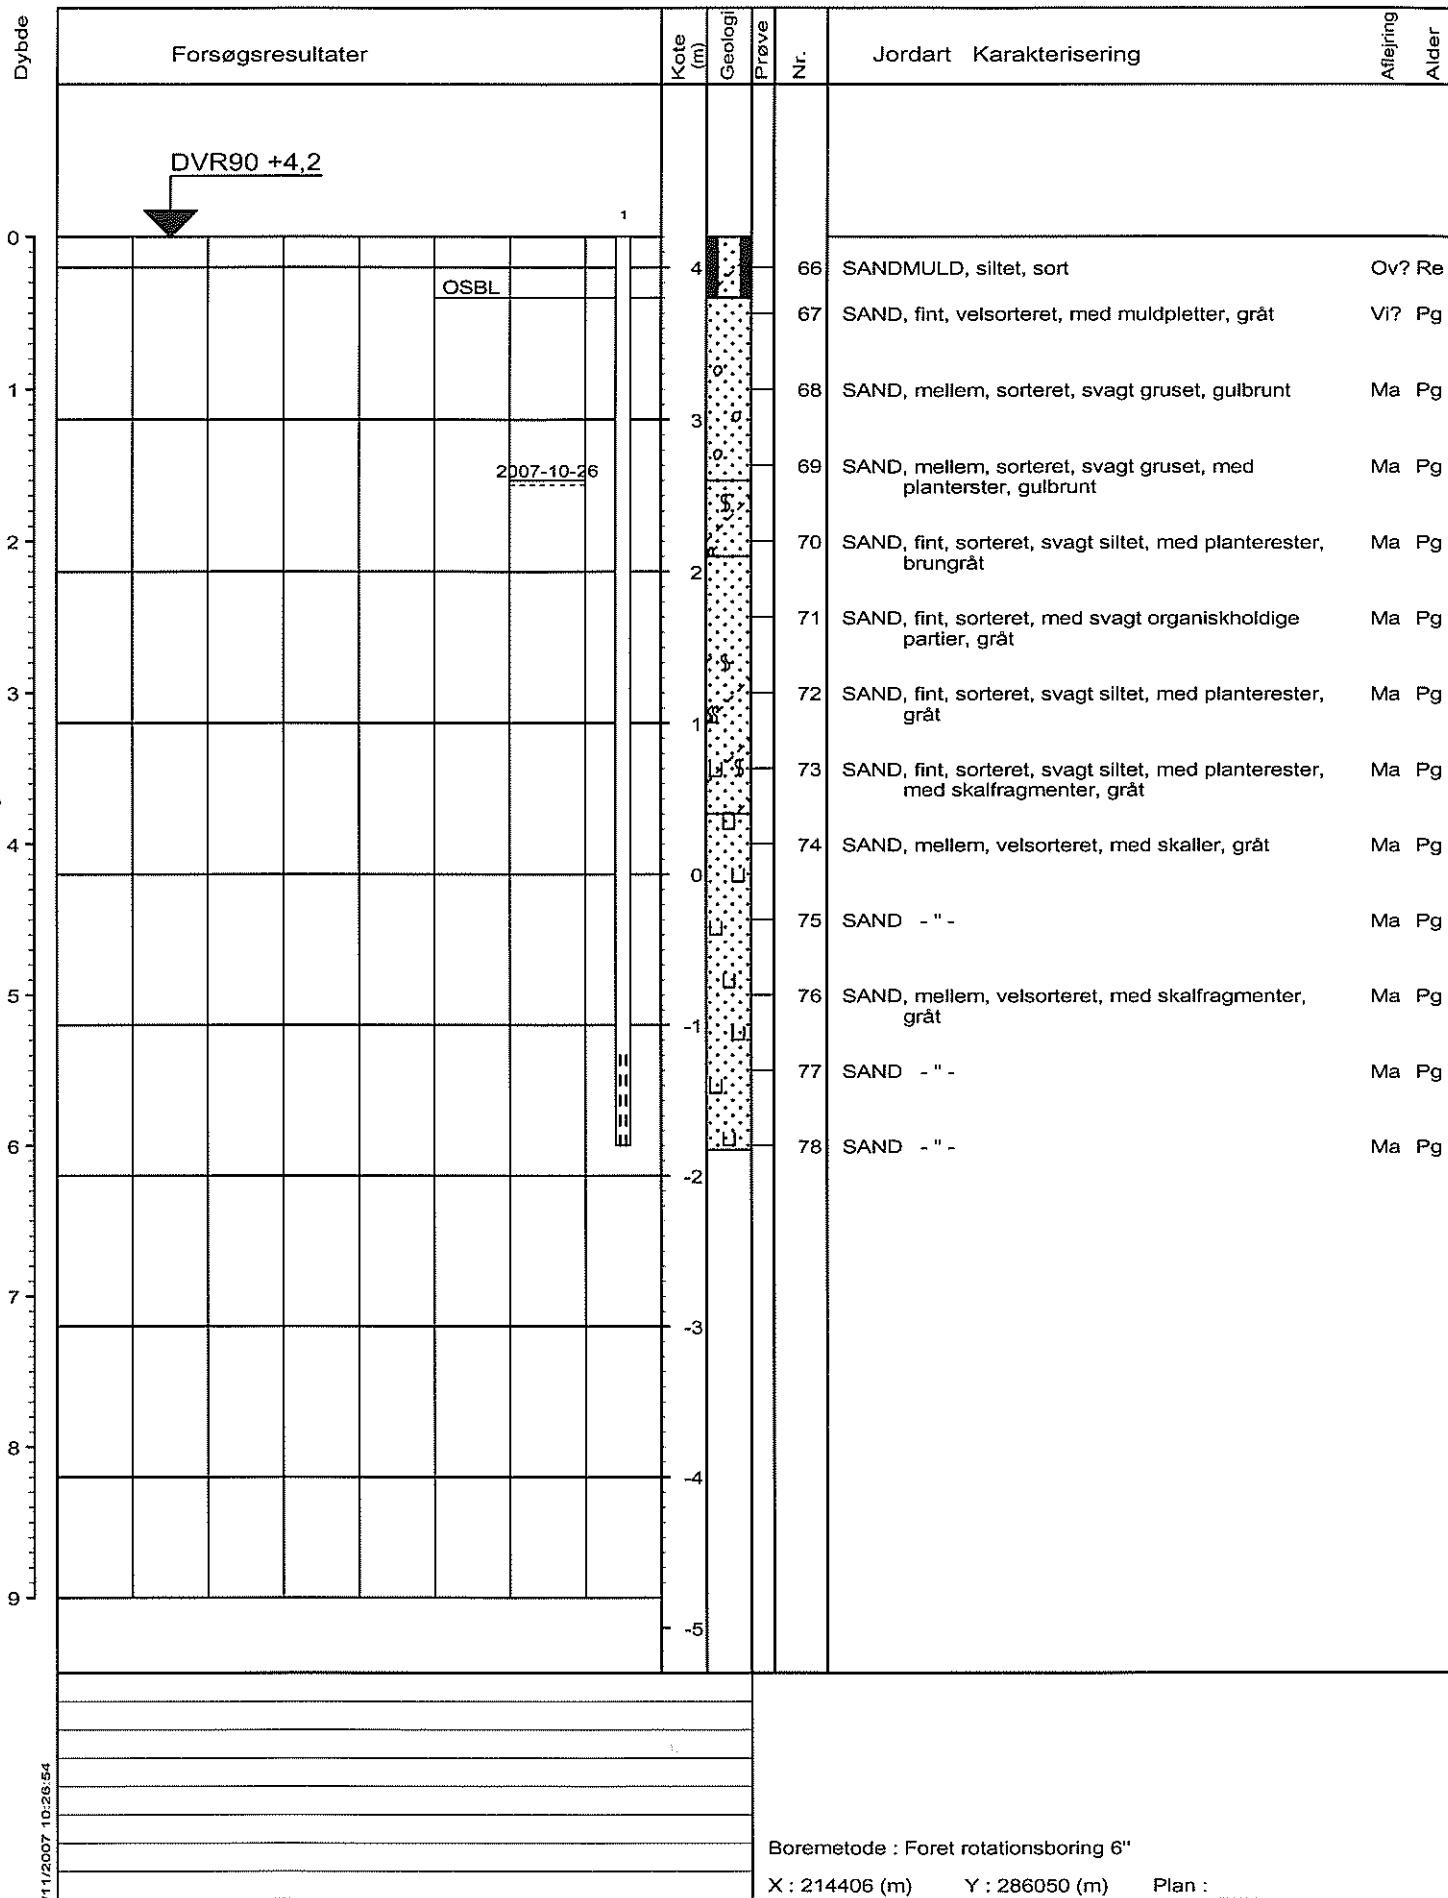 Dybde
Forsøgsresultater
Kote (m)
Geologi
Prøve
Nr.
Jordart Karakterisering
Aflejring
Alder
DVR90 +4,2
1
0
4
66 SANDMULD, siltet, sort Ov? Re
OSBL
67 SAND, fint, velsorteret, med muldpletter, gråt Vi? Pg
1
68 SAND, mellem, sorteret, svagt gruset, gulbrunt Ma Pg
3
2007-10-26
69 SAND, mellem, sorteret, svagt gruset, med Ma Pg
planterster, gulbrunt
2
70 SAND, fint, sorteret, svagt siltet, med planterester, Ma Pg
brungråt
2
71 SAND, fint, sorteret, med svagt organiskholdige Ma Pg
partier, gråt
3
72 SAND, fint, sorteret, svagt siltet, med planterester, Ma Pg
gråt
1
73 SAND, fint, sorteret, svagt siltet, med planterester, Ma Pg
med skalfragmenter, gråt
4
74 SAND, mellem, velsorteret, med skaller, gråt Ma Pg
0
75 SAND - " - Ma Pg
5
76 SAND, mellem, velsorteret, med skalfragmenter, Ma Pg
gråt
-1
77 SAND - " - Ma Pg
6
78 SAND - " - Ma Pg
-2
7
-3
8
-4
9
-5
/11/2007 10:26:54
Boremetode : Foret rotationsboring 6"
X : 214406 (m) Y : 286050 (m) Plan :